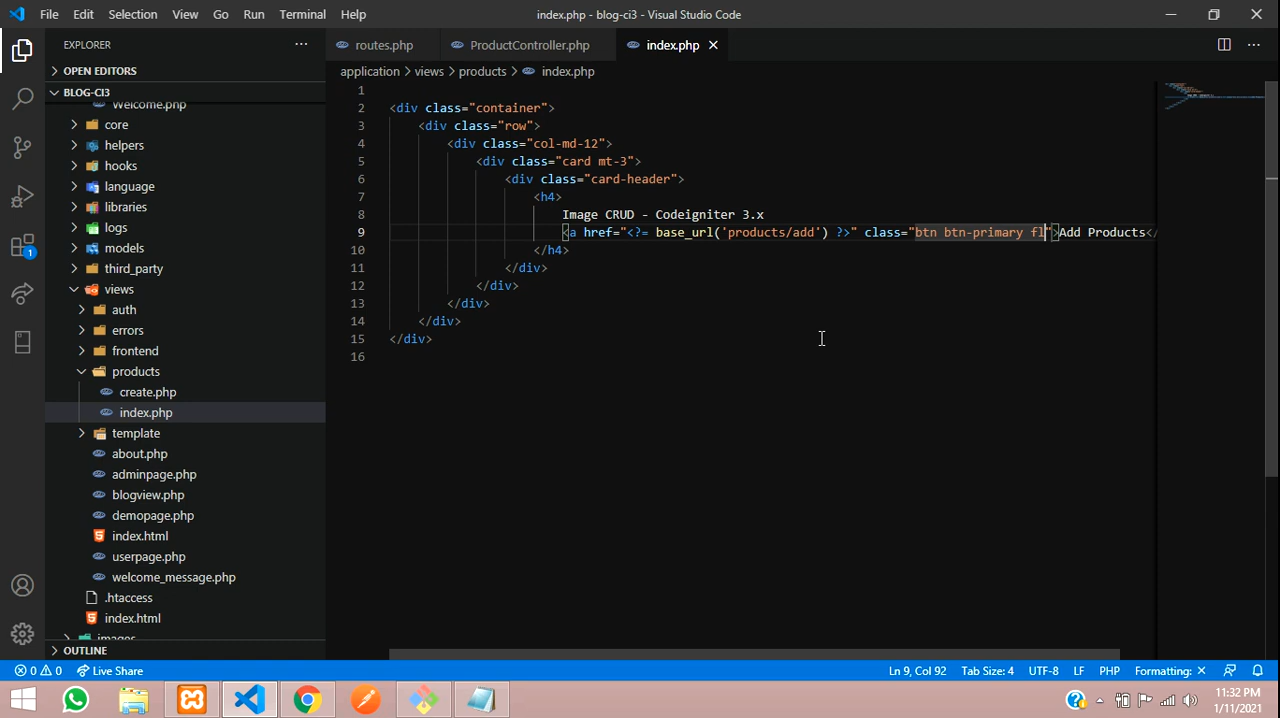 File Edit Selection View Go Run Terminal Help
index.php - blog-ci3 - Visual Studio Code
EXPLORER
OPEN EDITORS
BLOG-CI3
Welcome.php
core
helpers
hooks
language
libraries
logs
models
third_party
views
auth
errors
frontend
products
create.php
index.php
template
about.php
adminpage.php
blogview.php
demopage.php
index.html
userpage.php
welcome_message.php
.htaccess
index.html
images
OUTLINE
1
routes.php ProductController.php index.php
application > views > products > index.php
1
2 <div class="container">
3 <div class="row">
4 <div class="col-md-12">
5 <div class="card mt-3">
6 <div class="card-header">
7 <h4>
8 Image CRUD - Codeigniter 3.x
9 <a href="<?= base_url('products/add') ?>" class="btn btn-primary fl">Add Products</
10 </h4>
11 </div>
12 </div>
13 </div>
14 </div>
15 </div>
16
0 0 Live Share
Ln 9, Col 92 Tab Size: 4 UTF-8 LF PHP Formatting: ×
11:32 PM
1/11/2021